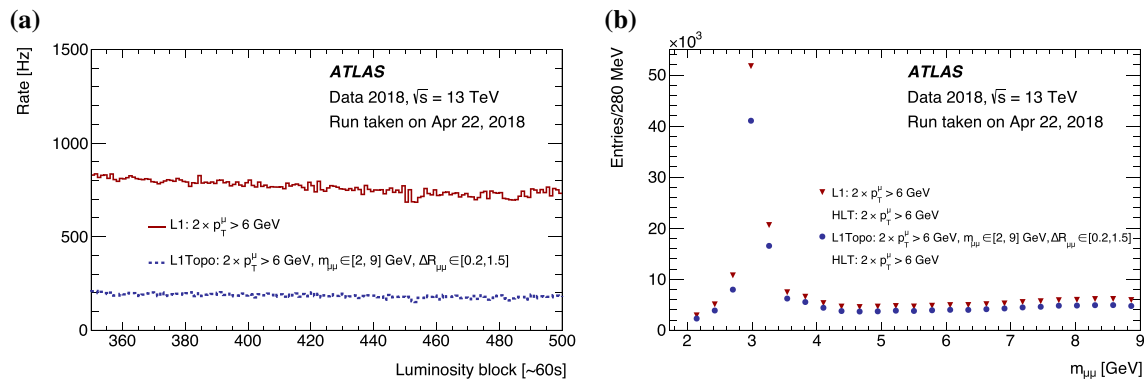 (a)
Rate [Hz]
1500
1000
500
0
ATLAS
Data 2018, √s = 13 TeV
Run taken on Apr 22, 2018
L1: 2 × p_T^μ > 6 GeV
L1Topo: 2 × p_T^μ > 6 GeV, m_μμ ∈ [2, 9] GeV, ΔR_μμ ∈ [0.2,1.5]
360 380 400 420 440 460 480 500
Luminosity block [~60s]
(b)
×10³
Entries/280 MeV
50
40
30
20
10
0
ATLAS
Data 2018, √s = 13 TeV
Run taken on Apr 22, 2018
L1: 2 × p_T^μ > 6 GeV
HLT: 2 × p_T^μ > 6 GeV
L1Topo: 2 × p_T^μ > 6 GeV, m_μμ ∈ [2, 9] GeV, ΔR_μμ ∈ [0.2,1.5]
HLT: 2 × p_T^μ > 6 GeV
2 3 4 5 6 7 8 9
m_μμ [GeV]